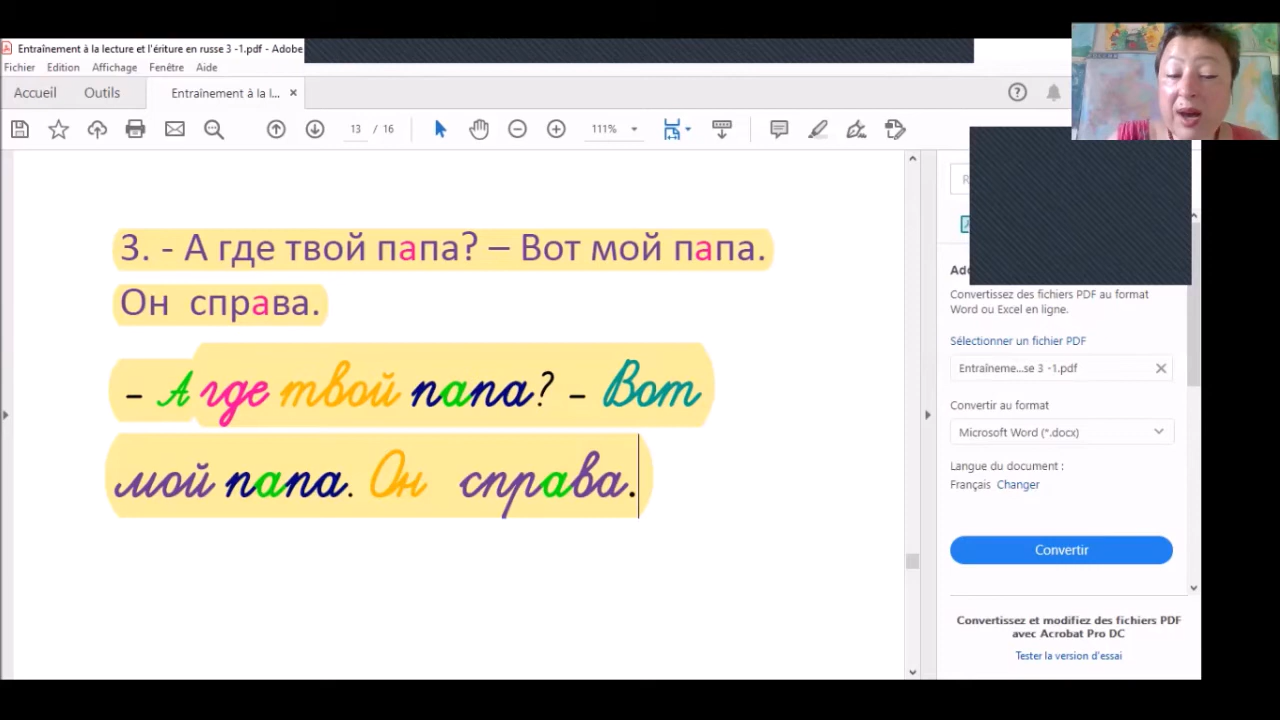 Entraînement à la lecture et l'ériture en russe 3 -1.pdf - Adobe
Fichier Edition Affichage Fenêtre Aide
Accueil Outils Entraînement à la l... ×
13 / 16 111%
3. - А где твой папа? – Вот мой папа.
Он справа.
- А где твой папа? - Вот
мой папа. Он справа.
R
Ado
Convertissez des fichiers PDF au format
Word ou Excel en ligne.
Sélectionner un fichier PDF
Entraîneme...se 3 -1.pdf
Convertir au format
Microsoft Word (*.docx)
Langue du document :
Français Changer
Convertir
Convertissez et modifiez des fichiers PDF
avec Acrobat Pro DC
Tester la version d'essai